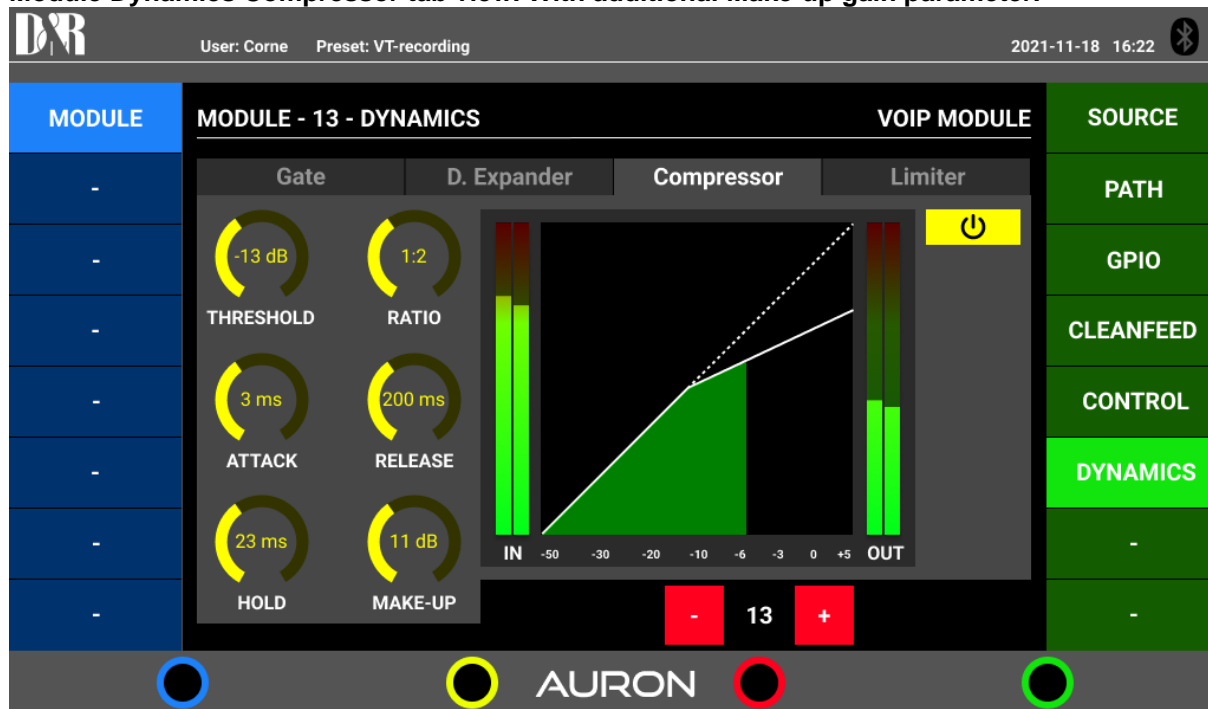 D&R
User: Corne Preset: VT-recording 2021-11-18 16:22
MODULE
-
-
-
-
-
-
-
MODULE - 13 - DYNAMICS VOIP MODULE
Gate D. Expander Compressor Limiter
-13 dB 1:2
THRESHOLD RATIO
3 ms 200 ms
ATTACK RELEASE
23 ms 11 dB
HOLD MAKE-UP
IN -50 -30 -20 -10 -6 -3 0 +5 OUT
- 13 +
SOURCE
PATH
GPIO
CLEANFEED
CONTROL
DYNAMICS
-
-
AURON